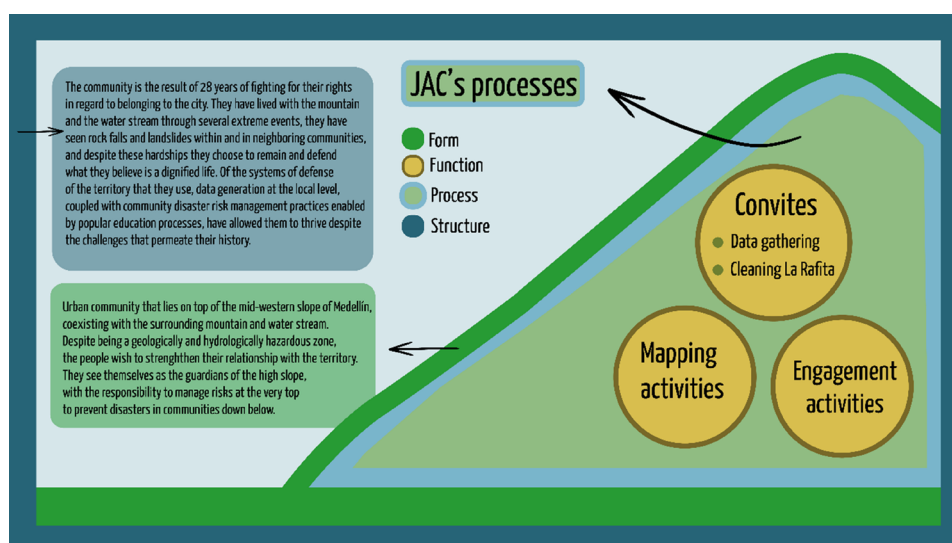 The community is the result of 28 years of fighting for their rights
in regard to belonging to the city. They have lived with the mountain
and the water stream through several extreme events, they have
seen rock falls and landslides within and in neighboring communities,
and despite these hardships they choose to remain and defend
what they believe is a dignified life. Of the systems of defense
of the territory that they use, data generation at the local level,
coupled with community disaster risk management practices enabled
by popular education processes, have allowed them to thrive despite
the challenges that permeate their history.
Urban community that lies on top of the mid-western slope of Medellín,
coexisting with the surrounding mountain and water stream.
Despite being a geologically and hydrologically hazardous zone,
the people wish to strenghthen their relationship with the territory.
They see themselves as the guardians of the high slope,
with the responsibility to manage risks at the very top
to prevent disasters in communities down below.
JAC's processes
Form
Function
Process
Structure
Convites
Data gathering
Cleaning La Rafita
Mapping
activities
Engagement
activities